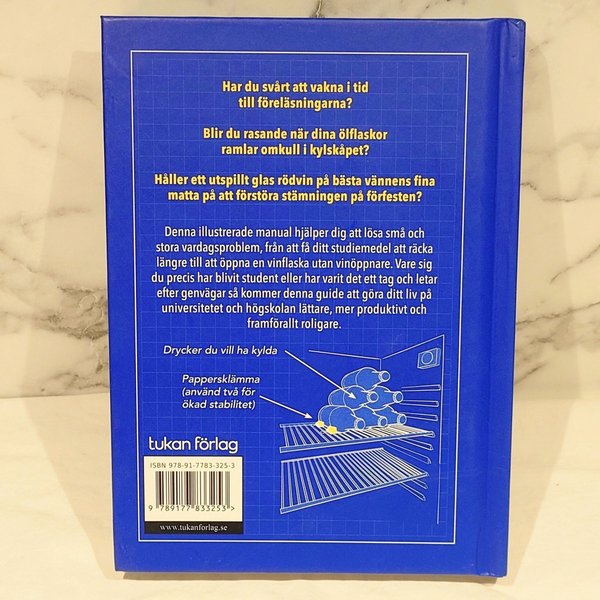 Har du svårt att vakna i tid
till föreläsningarna?
Blir du rasande när dina ölflaskor
ramlar omkull i kylskåpet?
Håller ett utspillt glas rödvin på bästa vännens fina
matta på att förstöra stämningen på förfesten?
Denna illustrerade manual hjälper dig att lösa små och
stora vardagsproblem, från att få ditt studiemedel att räcka
längre till att öppna en vinflaska utan vinöppnare. Vare sig
du precis har blivit student eller har varit det ett tag och letar
efter genvägar så kommer denna guide att göra ditt liv på
universitetet och högskolan lättare, mer produktivt och
framförallt roligare.
Drycker du vill ha kylda
Pappersklämma
(använd två för
ökad stabilitet)
tukan förlag
ISBN 978-91-7783-325-3
9 789177 833253 >
www.tukanforlag.se